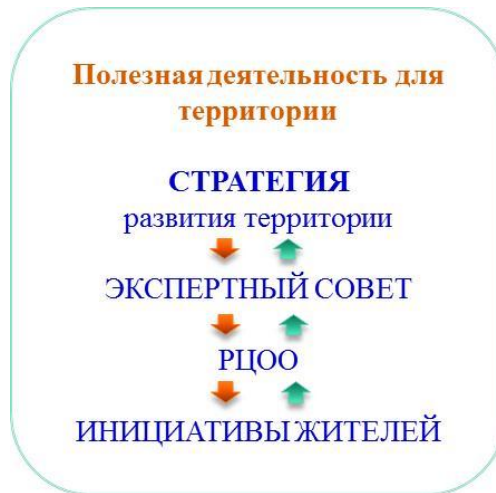 Полезная деятельность для
территории
СТРАТЕГИЯ
развития территории
ЭКСПЕРТНЫЙ СОВЕТ
РЦОО
ИНИЦИАТИВЫ ЖИТЕЛЕЙ